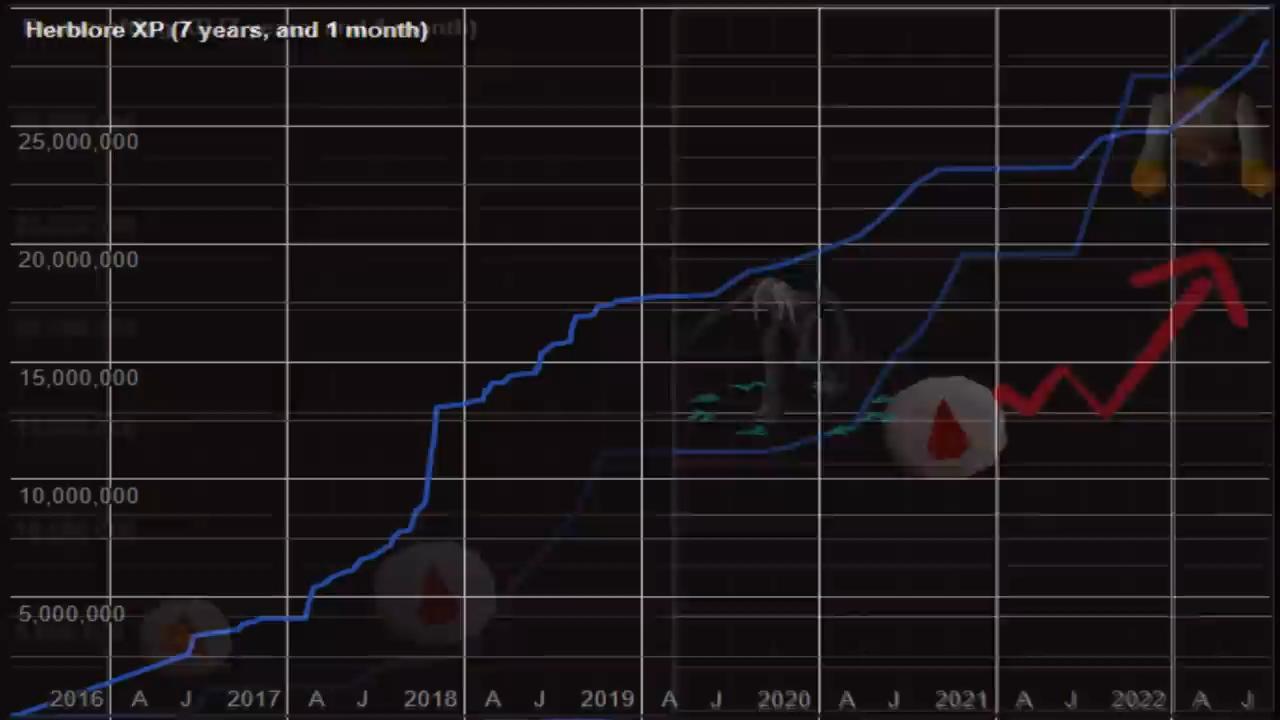 Herblore XP (7 years, and 1 month)
25,000,000
20,000,000
15,000,000
10,000,000
5,000,000
2016 A J 2017 A J 2018 A J 2019 A J 2020 A J 2021 A J 2022 A J